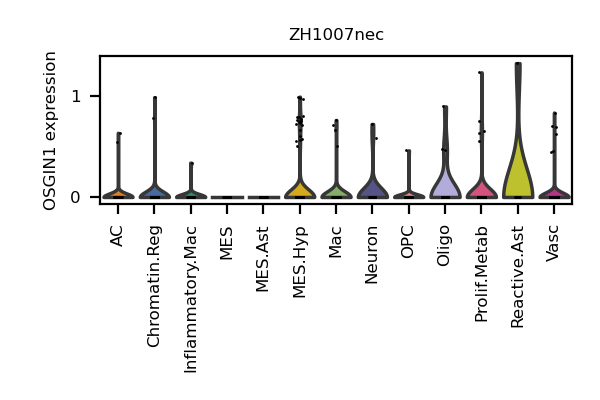 ZH1007nec
OSGIN1 expression
1
0
AC
Chromatin.Reg
Inflammatory.Mac
MES
MES.Ast
MES.Hyp
Mac
Neuron
OPC
Oligo
Prolif.Metab
Reactive.Ast
Vasc